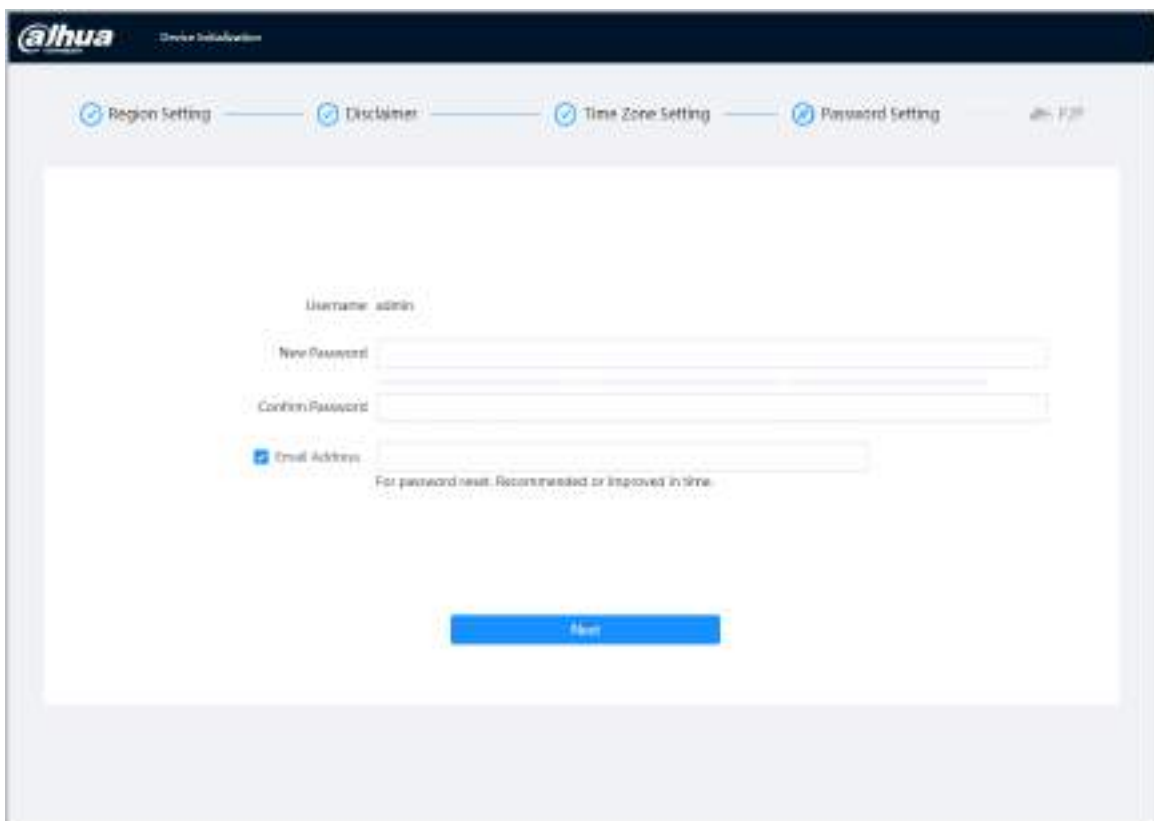 alhua Device Initialization
Region Setting Disclaimer Time Zone Setting Password Setting P2P
Username admin
New Password
Confirm Password
Email Address
For password reset. Recommended or improved in time.
Next